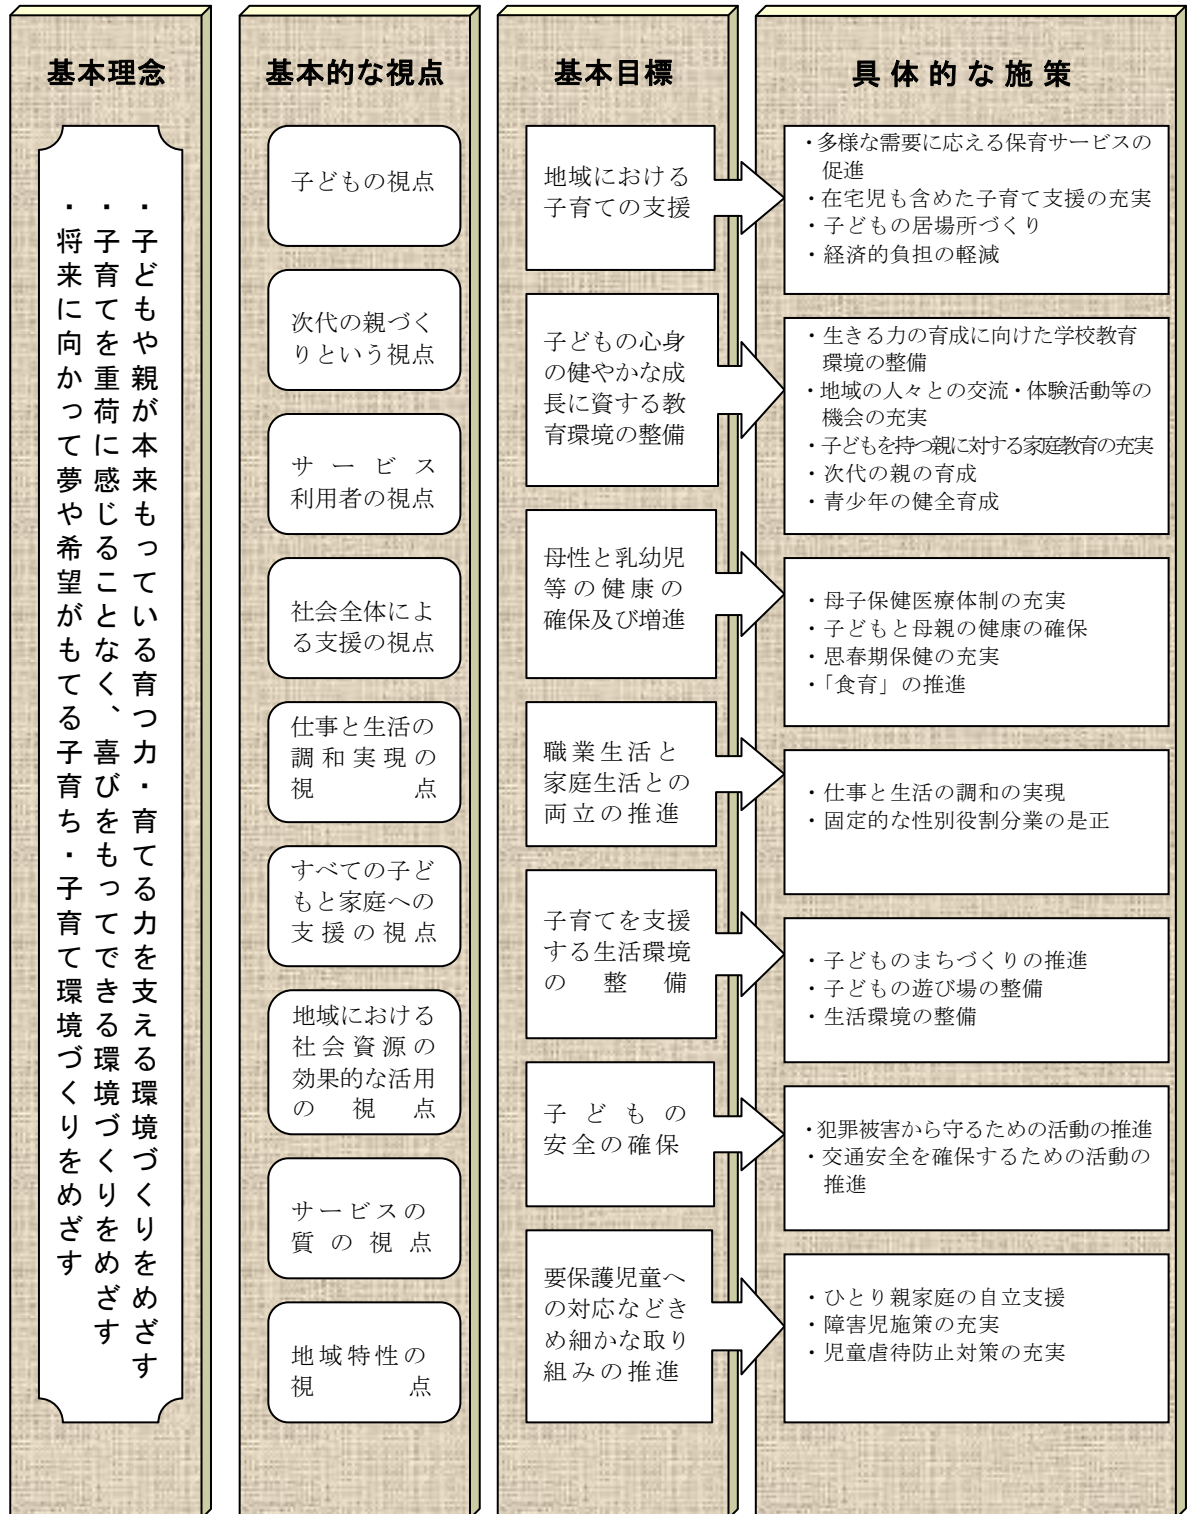 基本理念
・子どもや親が本来もっている育つ力・育てる力を支える環境づくりをめざす
・子育てを重荷に感じることなく、喜びをもってできる環境づくりをめざす
・将来に向かって夢や希望がもてる子育ち・子育て環境づくりをめざす
基本的な視点
子どもの視点
次代の親づく
りという視点
サービス
利用者の視点
社会全体によ
る支援の視点
仕事と生活の
調和実現の
視点
すべての子ど
もと家庭への
支援の視点
地域における
社会資源の
効果的な活用
の視点
サービスの
質の視点
地域特性の
視点
基本目標
地域における
子育ての支援
子どもの心身
の健やかな成
長に資する教
育環境の整備
母性と乳幼児
等の健康の
確保及び増進
職業生活と
家庭生活との
両立の推進
子育てを支援
する生活環境
の整備
子どもの
安全の確保
要保護児童へ
の対応などき
め細かな取り
組みの推進
具体的な施策
・多様な需要に応える保育サービスの
促進
・在宅児も含めた子育て支援の充実
・子どもの居場所づくり
・経済的負担の軽減
・生きる力の育成に向けた学校教育
環境の整備
・地域の人々との交流・体験活動等の
機会の充実
・子どもを持つ親に対する家庭教育の充実
・次代の親の育成
・青少年の健全育成
・母子保健医療体制の充実
・子どもと母親の健康の確保
・思春期保健の充実
・「食育」の推進
・仕事と生活の調和の実現
・固定的な性別役割分業の是正
・子どものまちづくりの推進
・子どもの遊び場の整備
・生活環境の整備
・犯罪被害から守るための活動の推進
・交通安全を確保するための活動の
推進
・ひとり親家庭の自立支援
・障害児施策の充実
・児童虐待防止対策の充実